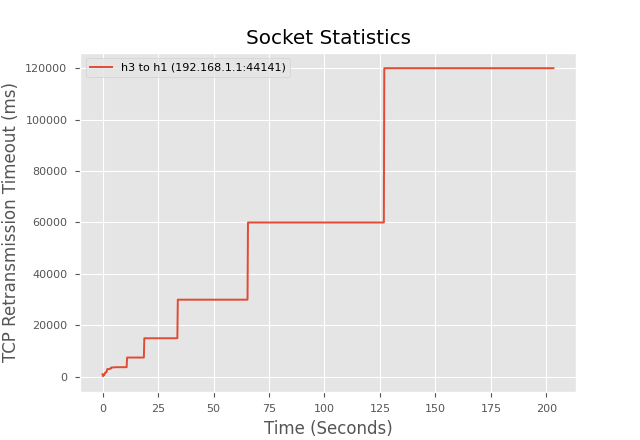 Socket Statistics
h3 to h1 (192.168.1.1:44141)
TCP Retransmission Timeout (ms)
120000
100000
80000
60000
40000
20000
0
0 25 50 75 100 125 150 175 200
Time (Seconds)